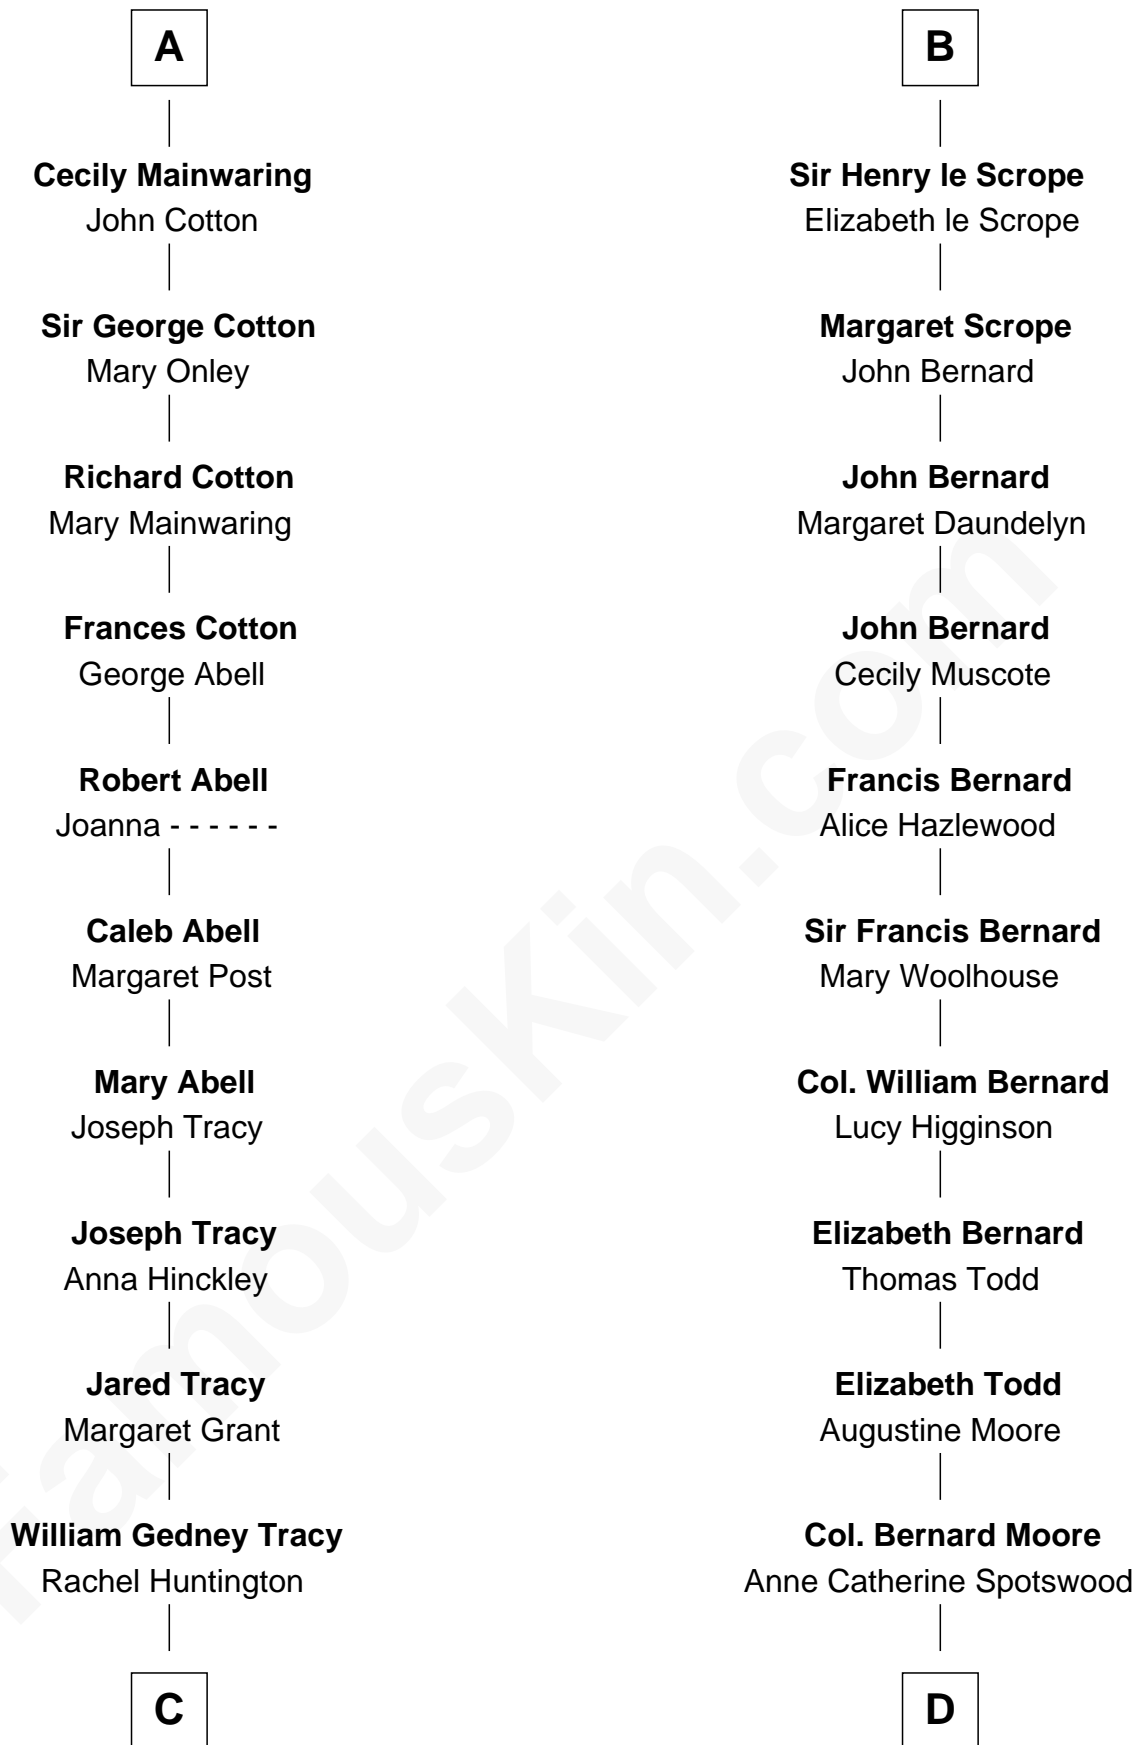 A
Cecily Mainwaring
John Cotton
Sir George Cotton
Mary Onley
Richard Cotton
Mary Mainwaring
Frances Cotton
George Abell
Robert Abell
Joanna - - - - - -
Caleb Abell
Margaret Post
Mary Abell
Joseph Tracy
Joseph Tracy
Anna Hinckley
Jared Tracy
Margaret Grant
William Gedney Tracy
Rachel Huntington
C
B
Sir Henry le Scrope
Elizabeth le Scrope
Margaret Scrope
John Bernard
John Bernard
Margaret Daundelyn
John Bernard
Cecily Muscote
Francis Bernard
Alice Hazlewood
Sir Francis Bernard
Mary Woolhouse
Col. William Bernard
Lucy Higginson
Elizabeth Bernard
Thomas Todd
Elizabeth Todd
Augustine Moore
Col. Bernard Moore
Anne Catherine Spotswood
D
FamousKin.com